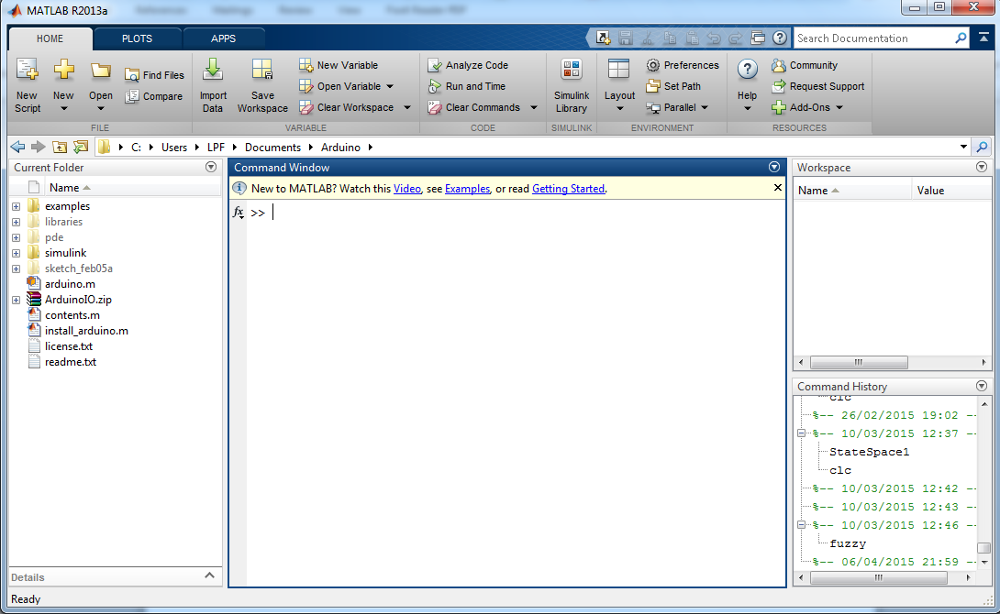 MATLAB R2013a
HOME PLOTS APPS
Search Documentation
New Script
New
Open
Find Files
Compare
Import Data
Save Workspace
New Variable
Open Variable
Clear Workspace
Analyze Code
Run and Time
Clear Commands
Simulink Library
Layout
Preferences
Set Path
Parallel
Help
Community
Request Support
Add-Ons
FILE VARIABLE CODE SIMULINK ENVIRONMENT RESOURCES
C: Users LPF Documents Arduino
Current Folder
Name
examples
libraries
pde
simulink
sketch_feb05a
arduino.m
ArduinoIO.zip
contents.m
install_arduino.m
license.txt
readme.txt
Details
Command Window
New to MATLAB? Watch this Video, see Examples, or read Getting Started.
fx >>
Workspace
Name Value
Command History
clc
%-- 26/02/2015 19:02 --
%-- 10/03/2015 12:37 --
StateSpace1
clc
%-- 10/03/2015 12:42 --
%-- 10/03/2015 12:43 --
%-- 10/03/2015 12:46 --
fuzzy
%-- 06/04/2015 21:59 --
Ready